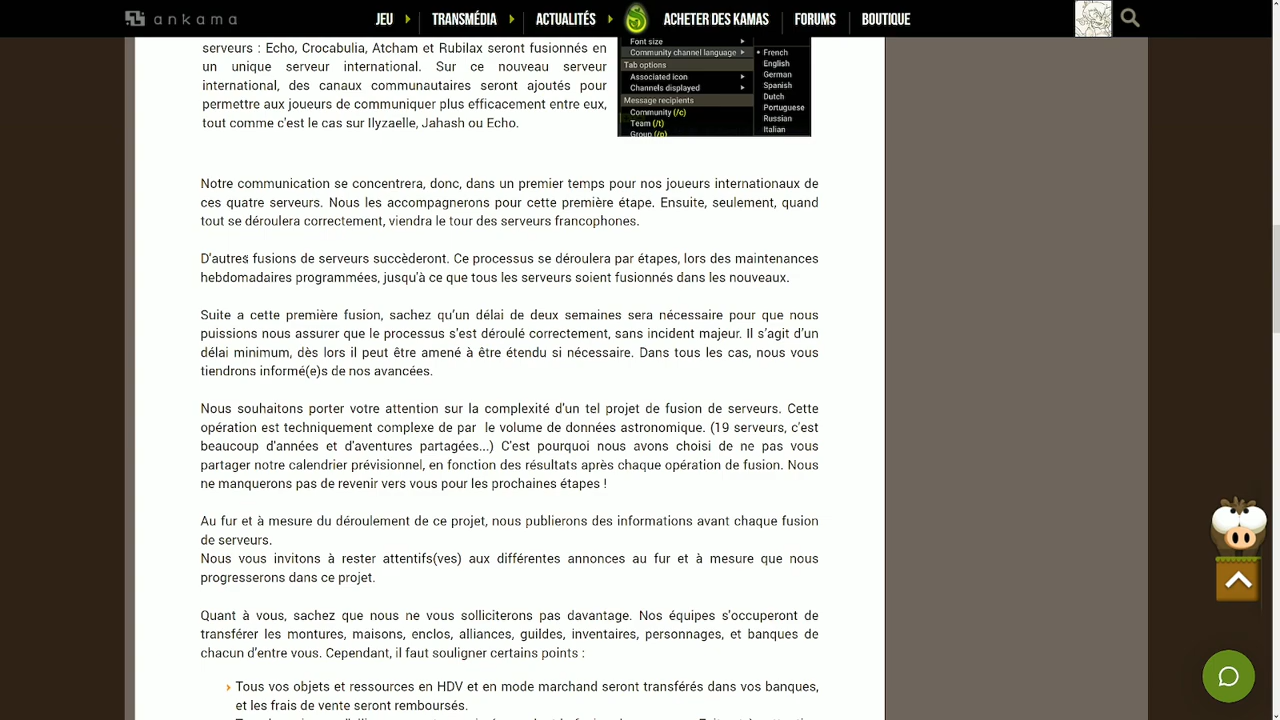 ankama
JEU TRANSMÉDIA ACTUALITÉS ACHETER DES KAMAS FORUMS BOUTIQUE
serveurs : Echo, Crocabulia, Atcham et Rubilax seront fusionnés en
un unique serveur international. Sur ce nouveau serveur
international, des canaux communautaires seront ajoutés pour
permettre aux joueurs de communiquer plus efficacement entre eux,
tout comme c'est le cas sur Ilyzaelle, Jahash ou Echo.
Font size
Community channel language
Tab options
Associated icon
Channels displayed
Message recipients
Community (/c)
Team (/t)
Group (/p)
French
English
German
Spanish
Dutch
Portuguese
Russian
Italian
Notre communication se concentrera, donc, dans un premier temps pour nos joueurs internationaux de
ces quatre serveurs. Nous les accompagnerons pour cette première étape. Ensuite, seulement, quand
tout se déroulera correctement, viendra le tour des serveurs francophones.
D'autres fusions de serveurs succèderont. Ce processus se déroulera par étapes, lors des maintenances
hebdomadaires programmées, jusqu'à ce que tous les serveurs soient fusionnés dans les nouveaux.
Suite a cette première fusion, sachez qu'un délai de deux semaines sera nécessaire pour que nous
puissions nous assurer que le processus s'est déroulé correctement, sans incident majeur. Il s'agit d'un
délai minimum, dès lors il peut être amené à être étendu si nécessaire. Dans tous les cas, nous vous
tiendrons informé(e)s de nos avancées.
Nous souhaitons porter votre attention sur la complexité d'un tel projet de fusion de serveurs. Cette
opération est techniquement complexe de par le volume de données astronomique. (19 serveurs, c'est
beaucoup d'années et d'aventures partagées...) C'est pourquoi nous avons choisi de ne pas vous
partager notre calendrier prévisionnel, en fonction des résultats après chaque opération de fusion. Nous
ne manquerons pas de revenir vers vous pour les prochaines étapes !
Au fur et à mesure du déroulement de ce projet, nous publierons des informations avant chaque fusion
de serveurs.
Nous vous invitons à rester attentifs(ves) aux différentes annonces au fur et à mesure que nous
progresserons dans ce projet.
Quant à vous, sachez que nous ne vous solliciterons pas davantage. Nos équipes s'occuperont de
transférer les montures, maisons, enclos, alliances, guildes, inventaires, personnages, et banques de
chacun d'entre vous. Cependant, il faut souligner certains points :
› Tous vos objets et ressources en HDV et en mode marchand seront transférés dans vos banques,
et les frais de vente seront remboursés.